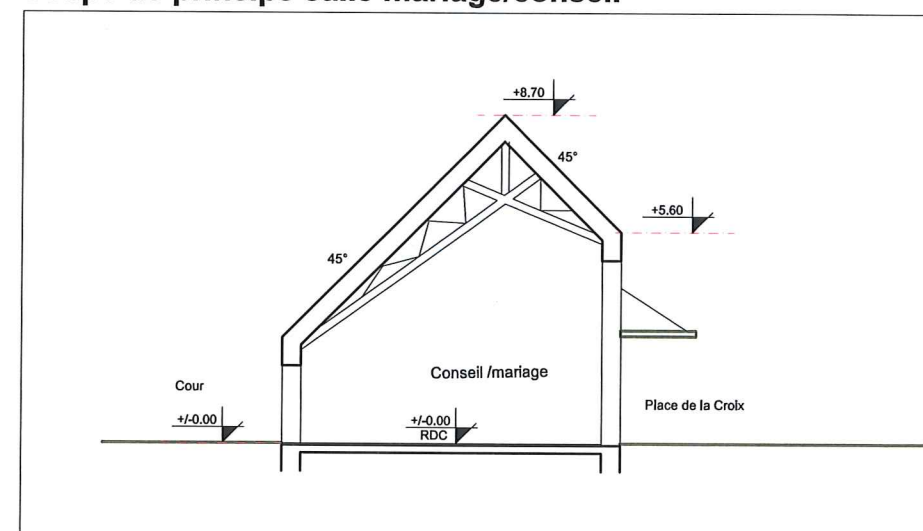 +8.70
45°
+5.60
45°
Conseil /mariage
Cour
Place de la Croix
+/-0.00
+/-0.00
RDC